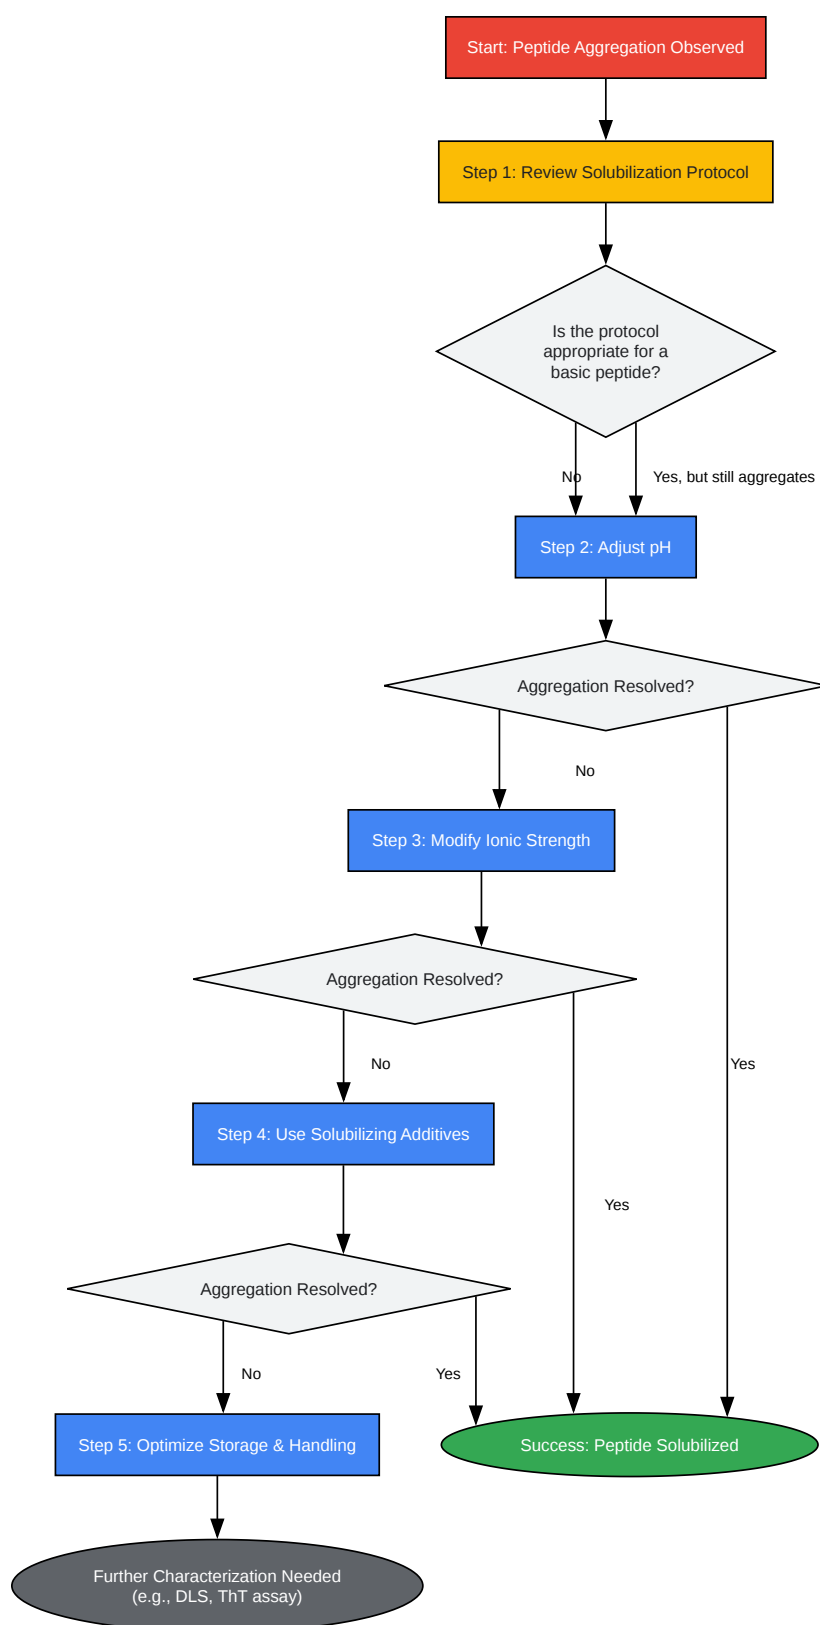 Start: Peptide Aggregation Observed
Step 1: Review Solubilization Protocol
Is the protocol
appropriate for a
basic peptide?
No
Yes, but still aggregates
Step 2: Adjust pH
Aggregation Resolved?
No
Step 3: Modify Ionic Strength
Aggregation Resolved?
No
Yes
Step 4: Use Solubilizing Additives
Yes
Aggregation Resolved?
No
Yes
Step 5: Optimize Storage & Handling
Success: Peptide Solubilized
Further Characterization Needed
(e.g., DLS, ThT assay)